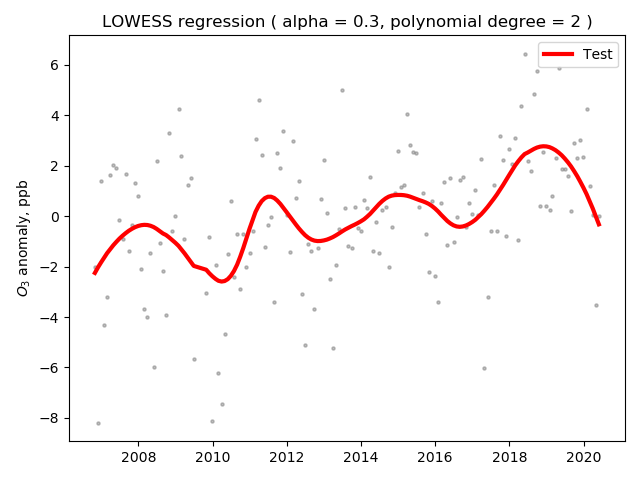 LOWESS regression ( alpha = 0.3, polynomial degree = 2 )
Test
O₃ anomaly, ppb
6
4
2
0
−2
−4
−6
−8
2008 2010 2012 2014 2016 2018 2020